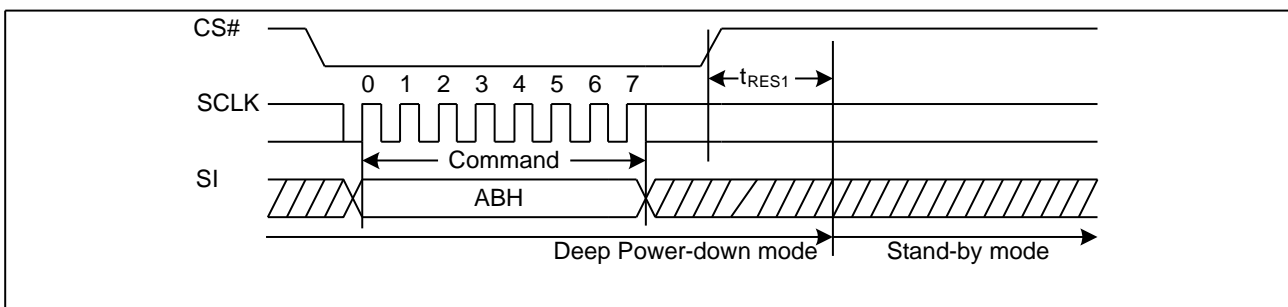 CS#
tRES1
0 1 2 3 4 5 6 7
SCLK
Command
SI
ABH
Deep Power-down mode Stand-by mode